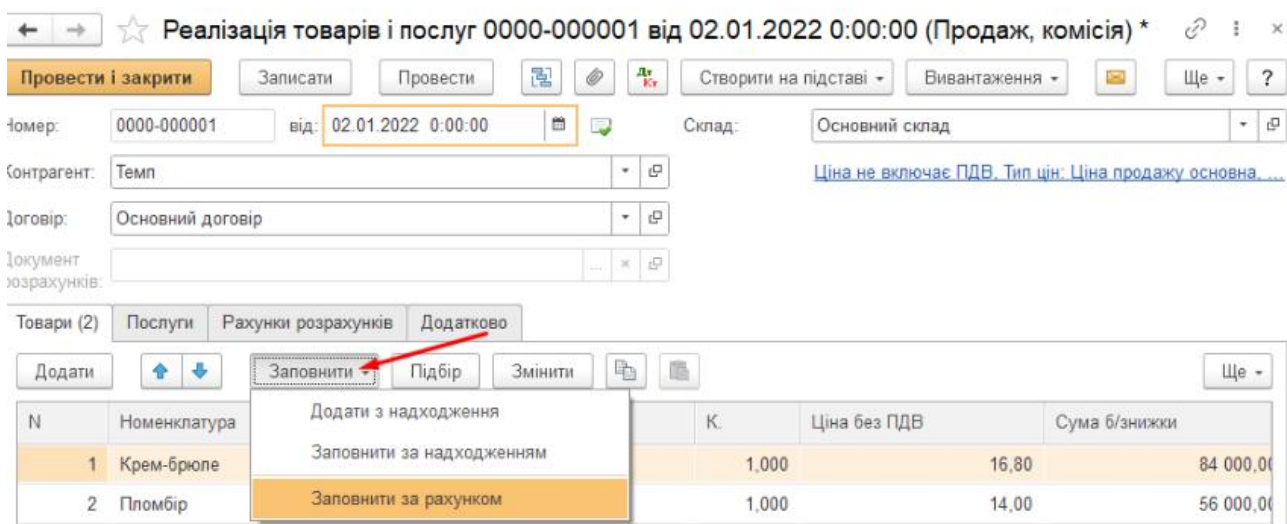 Реалізація товарів і послуг 0000-000001 від 02.01.2022 0:00:00 (Продаж, комісія) *
Провести і закрити Записати Провести Дт Кт Створити на підставі Вивантаження Ще ?
Номер: 0000-000001 від: 02.01.2022 0:00:00 Склад: Основний склад
Контрагент: Темп Ціна не включає ПДВ, Тип цін: Ціна продажу основна, ...
Договір: Основний договір
Документ
розрахунків:
Товари (2) Послуги Рахунки розрахунків Додатково
Додати Заповнити Підбір Змінити Ще
N Номенклатура К. Ціна без ПДВ Сума б/знижки
Додати з надходження
Заповнити за надходженням
1 Крем-брюле 1,000 16,80 84 000,00
Заповнити за рахунком
2 Пломбір 1,000 14,00 56 000,00